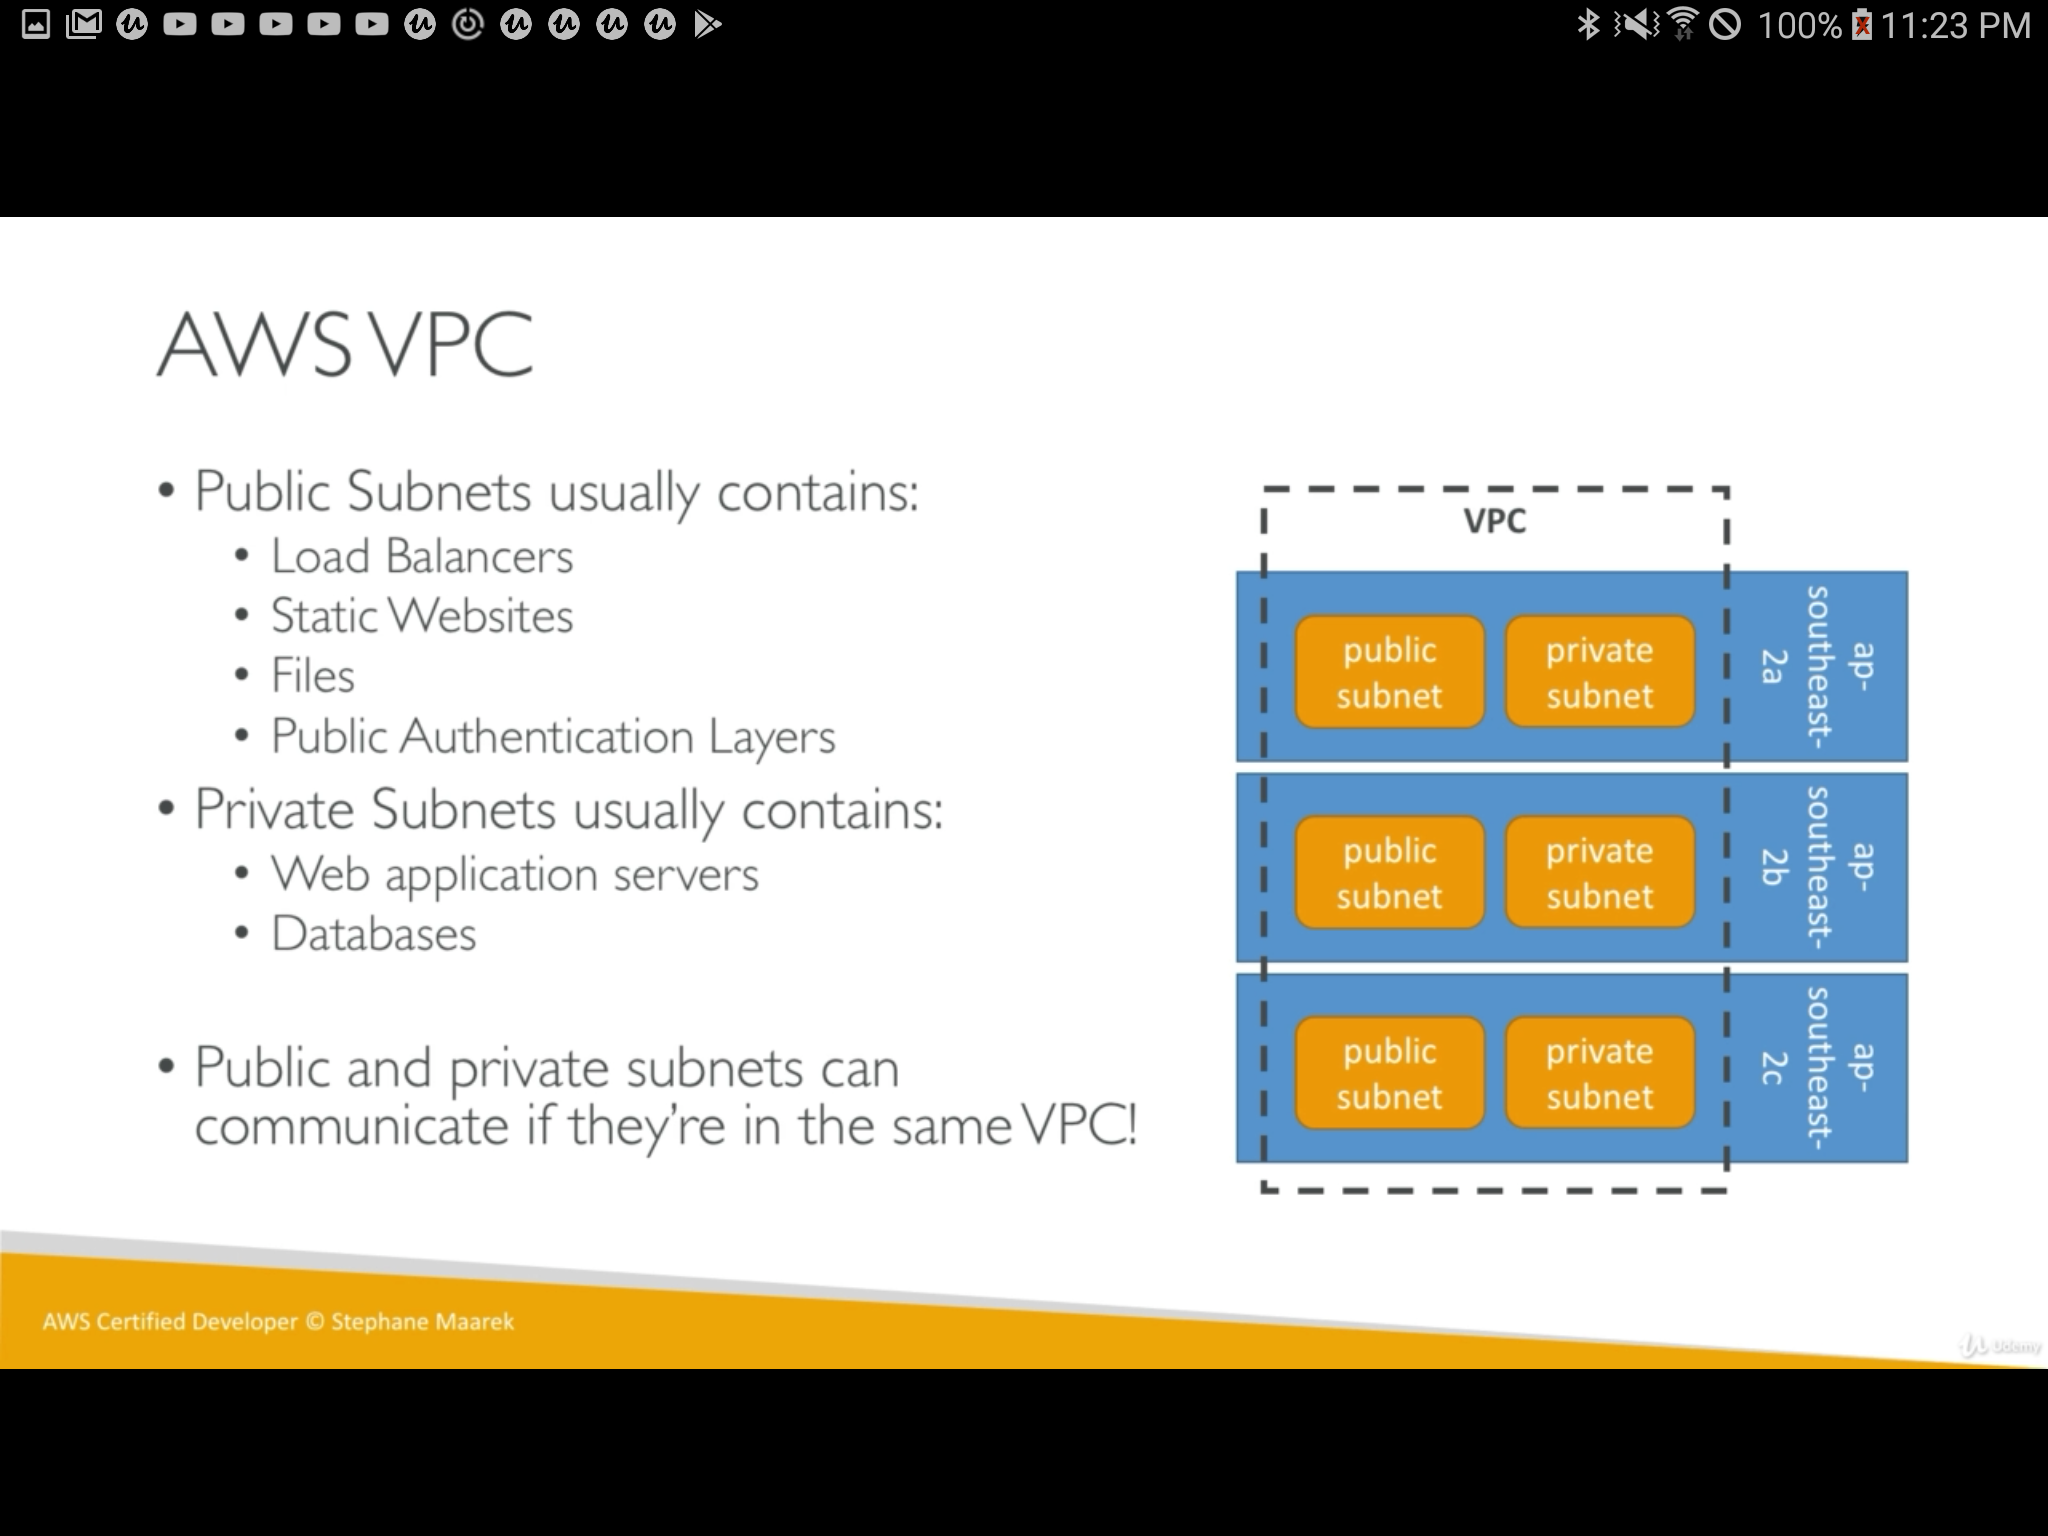 100% 11:23 PM
AWS VPC
• Public Subnets usually contains:
• Load Balancers
• Static Websites
• Files
• Public Authentication Layers
• Private Subnets usually contains:
• Web application servers
• Databases
• Public and private subnets can
communicate if they're in the same VPC!
VPC
public
subnet
private
subnet
ap-
southeast-
2a
public
subnet
private
subnet
ap-
southeast-
2b
public
subnet
private
subnet
ap-
southeast-
2c
AWS Certified Developer © Stephane Maarek
Udemy